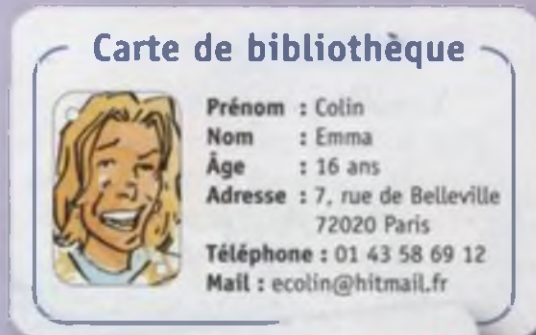 Carte de bibliothèque
Prénom : Colin
Nom : Emma
Âge : 16 ans
Adresse : 7, rue de Belleville
72020 Paris
Téléphone : 01 43 58 69 12
Mail : ecolin@hitmail.fr